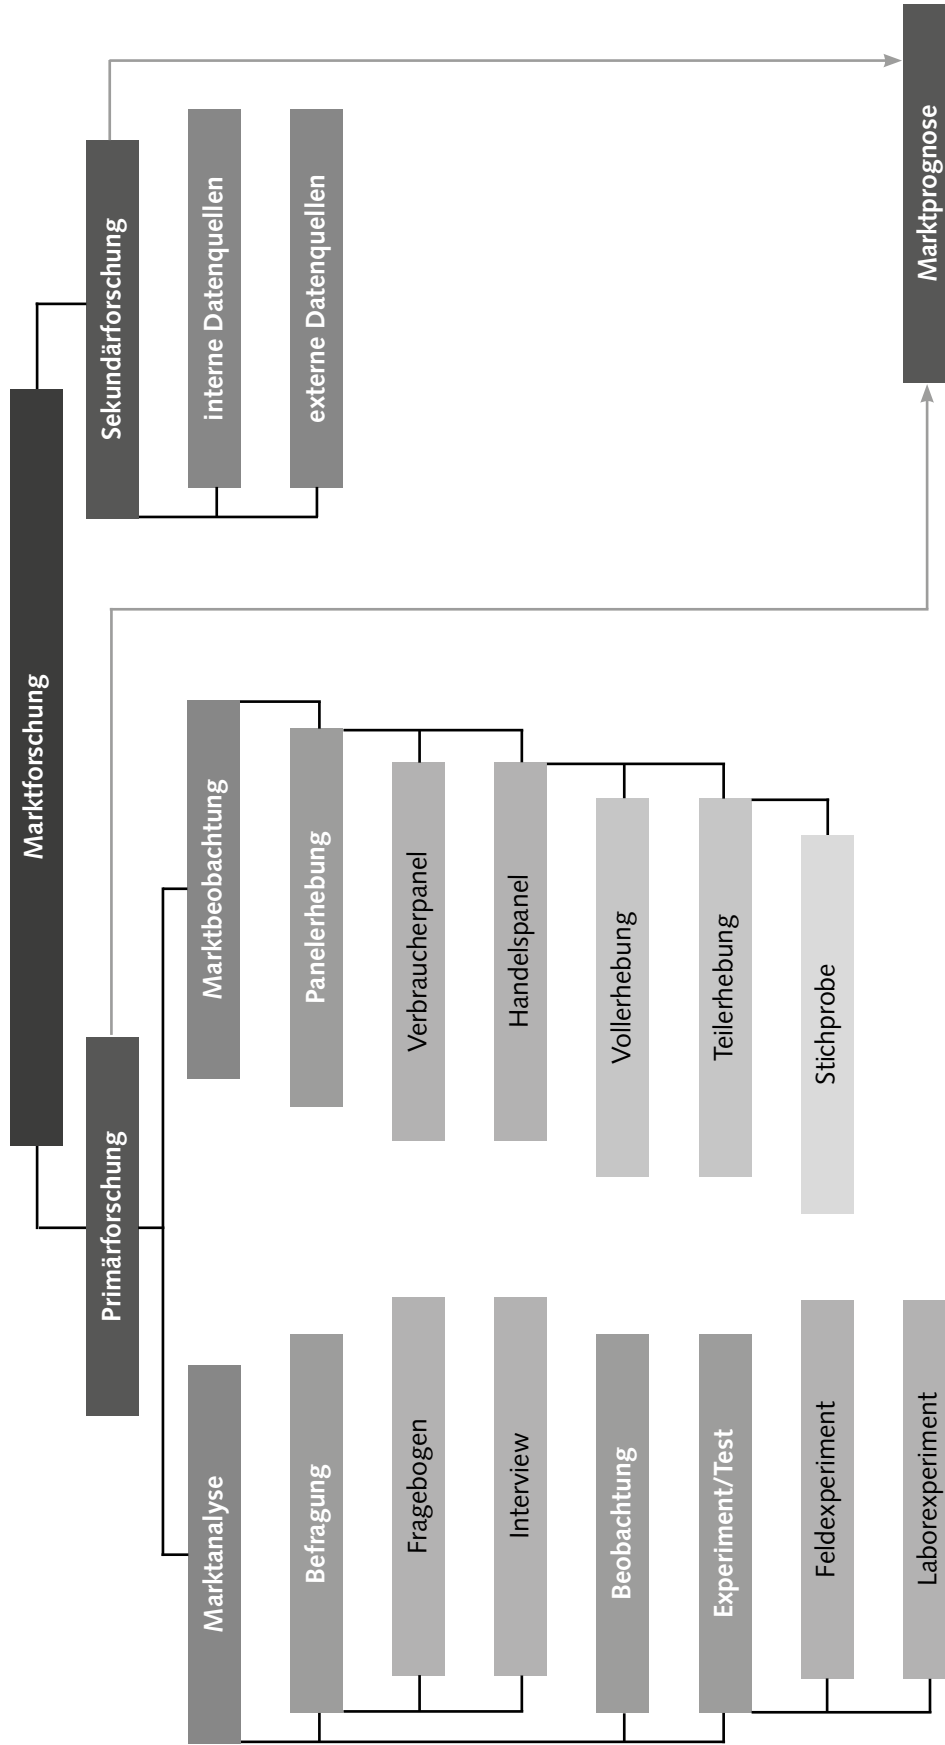 Marktforschung
Primärforschung
Sekundärforschung
Marktanalyse
Marktbeobachtung
interne Datenquellen
Befragung
Panelerhebung
externe Datenquellen
Fragebogen
Verbraucherpanel
Interview
Handelspanel
Beobachtung
Vollerhebung
Experiment/Test
Teilerhebung
Feldexperiment
Stichprobe
Laborexperiment
Marktprognose